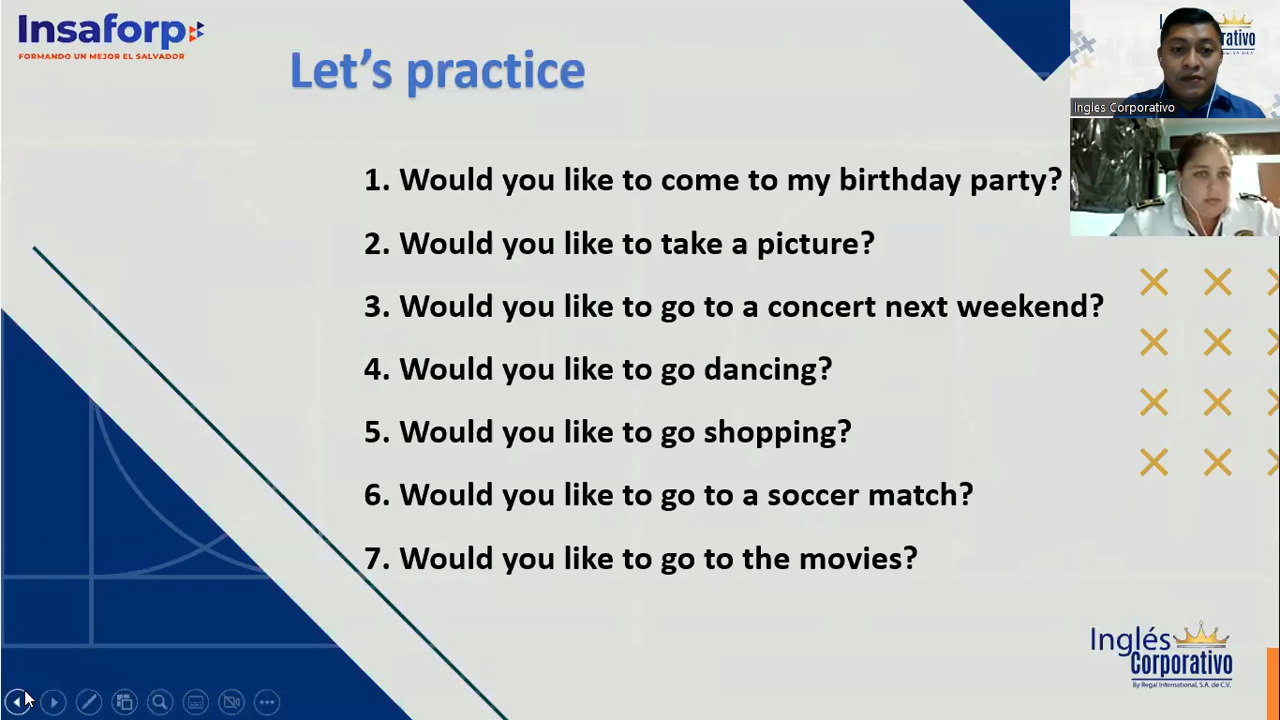 Insaforp
FORMANDO UN MEJOR EL SALVADOR
Let's practice
Ingles Corporativo
1. Would you like to come to my birthday party?
2. Would you like to take a picture?
3. Would you like to go to a concert next weekend?
4. Would you like to go dancing?
5. Would you like to go shopping?
6. Would you like to go to a soccer match?
7. Would you like to go to the movies?
Inglés
Corporativo
By Regal International, S.A. de C.V.